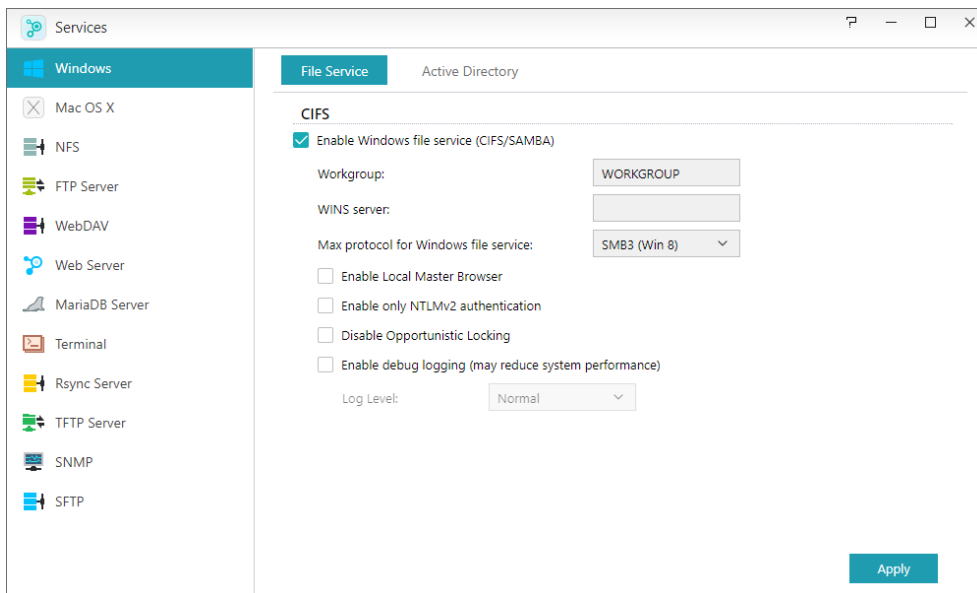 Services
Windows
Mac OS X
NFS
FTP Server
WebDAV
Web Server
MariaDB Server
Terminal
Rsync Server
TFTP Server
SNMP
SFTP
File Service Active Directory
CIFS
Enable Windows file service (CIFS/SAMBA)
Workgroup: WORKGROUP
WINS server:
Max protocol for Windows file service: SMB3 (Win 8)
Enable Local Master Browser
Enable only NTLMv2 authentication
Disable Opportunistic Locking
Enable debug logging (may reduce system performance)
Log Level: Normal
Apply